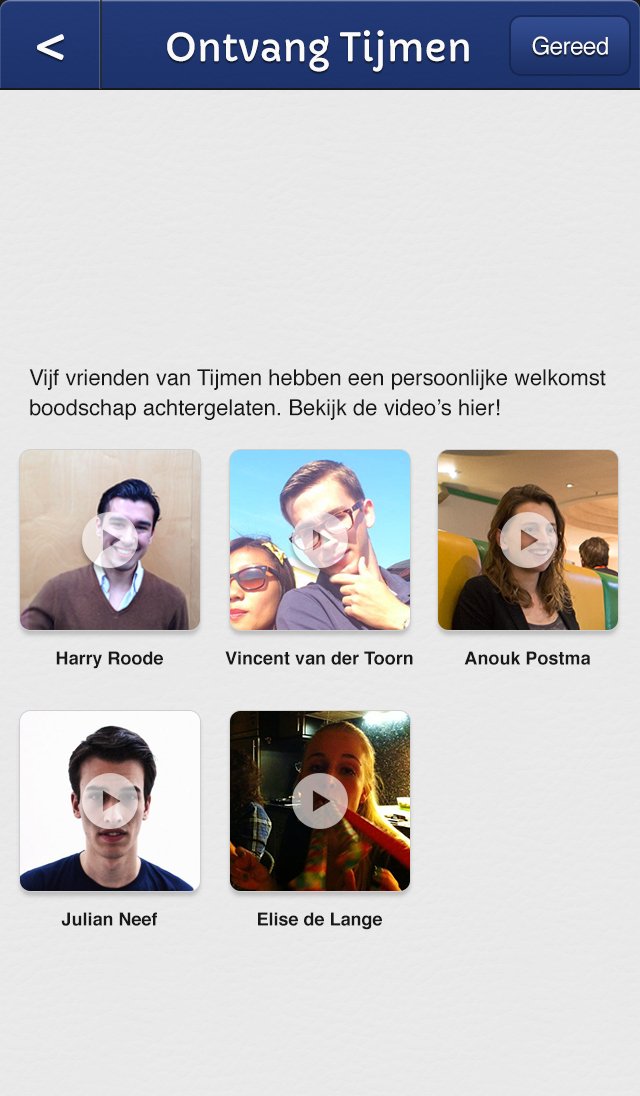 < Ontvang Tijmen Gereed
Vijf vrienden van Tijmen hebben een persoonlijke welkomst
boodschap achtergelaten. Bekijk de video’s hier!
Harry Roode Vincent van der Toorn Anouk Postma
Julian Neef Elise de Lange